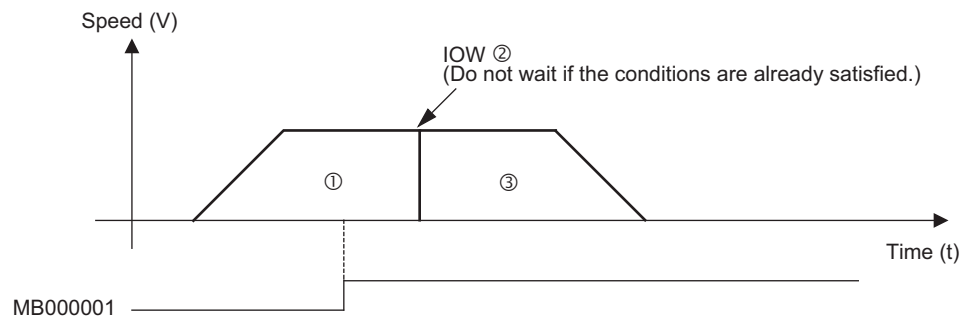 Speed (V)
IOW ②
(Do not wait if the conditions are already satisfied.)
① ③
Time (t)
MB000001